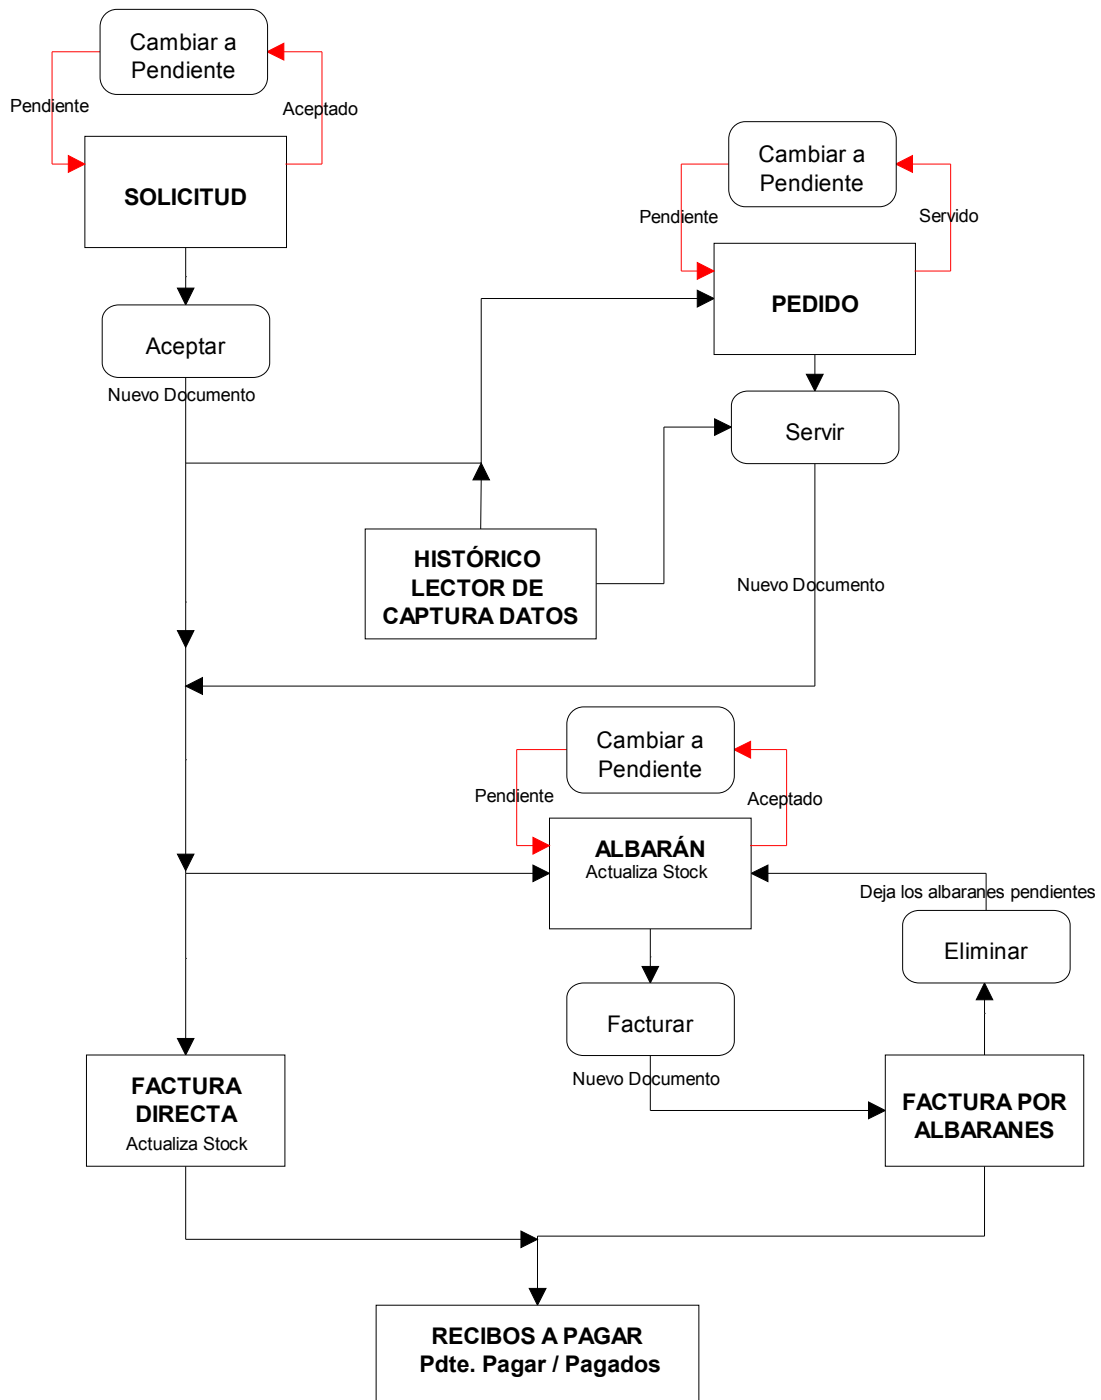 Cambiar a
Pendiente
Pendiente
Aceptado
SOLICITUD
Aceptar
Nuevo Documento
Cambiar a
Pendiente
Pendiente
Servido
PEDIDO
Servir
HISTÓRICO
LECTOR DE
CAPTURA DATOS
Nuevo Documento
Cambiar a
Pendiente
Pendiente
Aceptado
ALBARÁN
Actualiza Stock
Deja los albaranes pendientes
Eliminar
Facturar
Nuevo Documento
FACTURA
DIRECTA
Actualiza Stock
FACTURA POR
ALBARANES
RECIBOS A PAGAR
Pdte. Pagar / Pagados